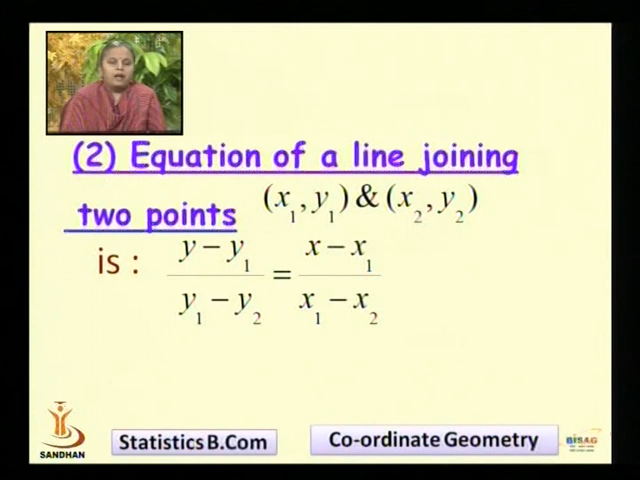 (2) Equation of a line joining
two points (x₁, y₁) & (x₂, y₂)
is : (y − y₁)/(y₁ − y₂) = (x − x₁)/(x₁ − x₂)
SANDHAN
Statistics B.Com
Co-ordinate Geometry
BISAG